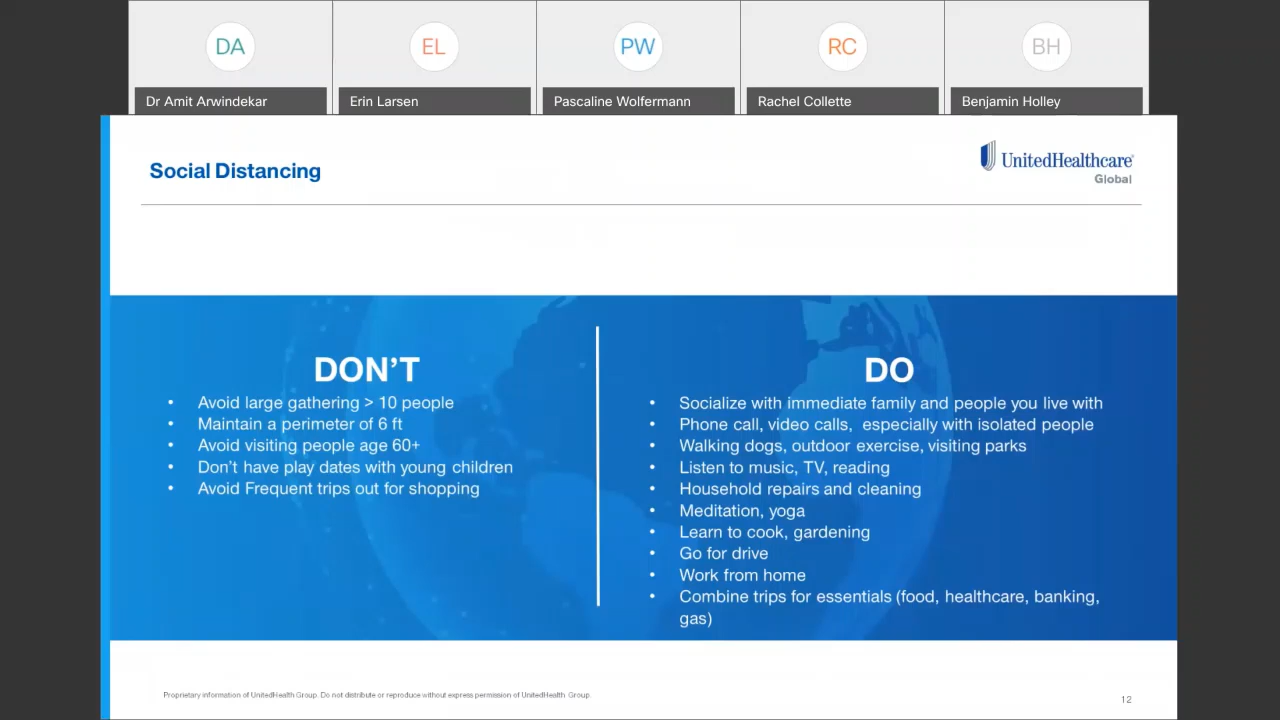 DA
EL
PW
RC
BH
Dr Amit Arwindekar
Erin Larsen
Pascaline Wolfermann
Rachel Collette
Benjamin Holley
Social Distancing
UnitedHealthcare
Global
DON'T
• Avoid large gathering > 10 people
• Maintain a perimeter of 6 ft
• Avoid visiting people age 60+
• Don't have play dates with young children
• Avoid Frequent trips out for shopping
DO
• Socialize with immediate family and people you live with
• Phone call, video calls, especially with isolated people
• Walking dogs, outdoor exercise, visiting parks
• Listen to music, TV, reading
• Household repairs and cleaning
• Meditation, yoga
• Learn to cook, gardening
• Go for drive
• Work from home
• Combine trips for essentials (food, healthcare, banking,
gas)
Proprietary information of UnitedHealth Group. Do not distribute or reproduce without express permission of UnitedHealth Group.
12